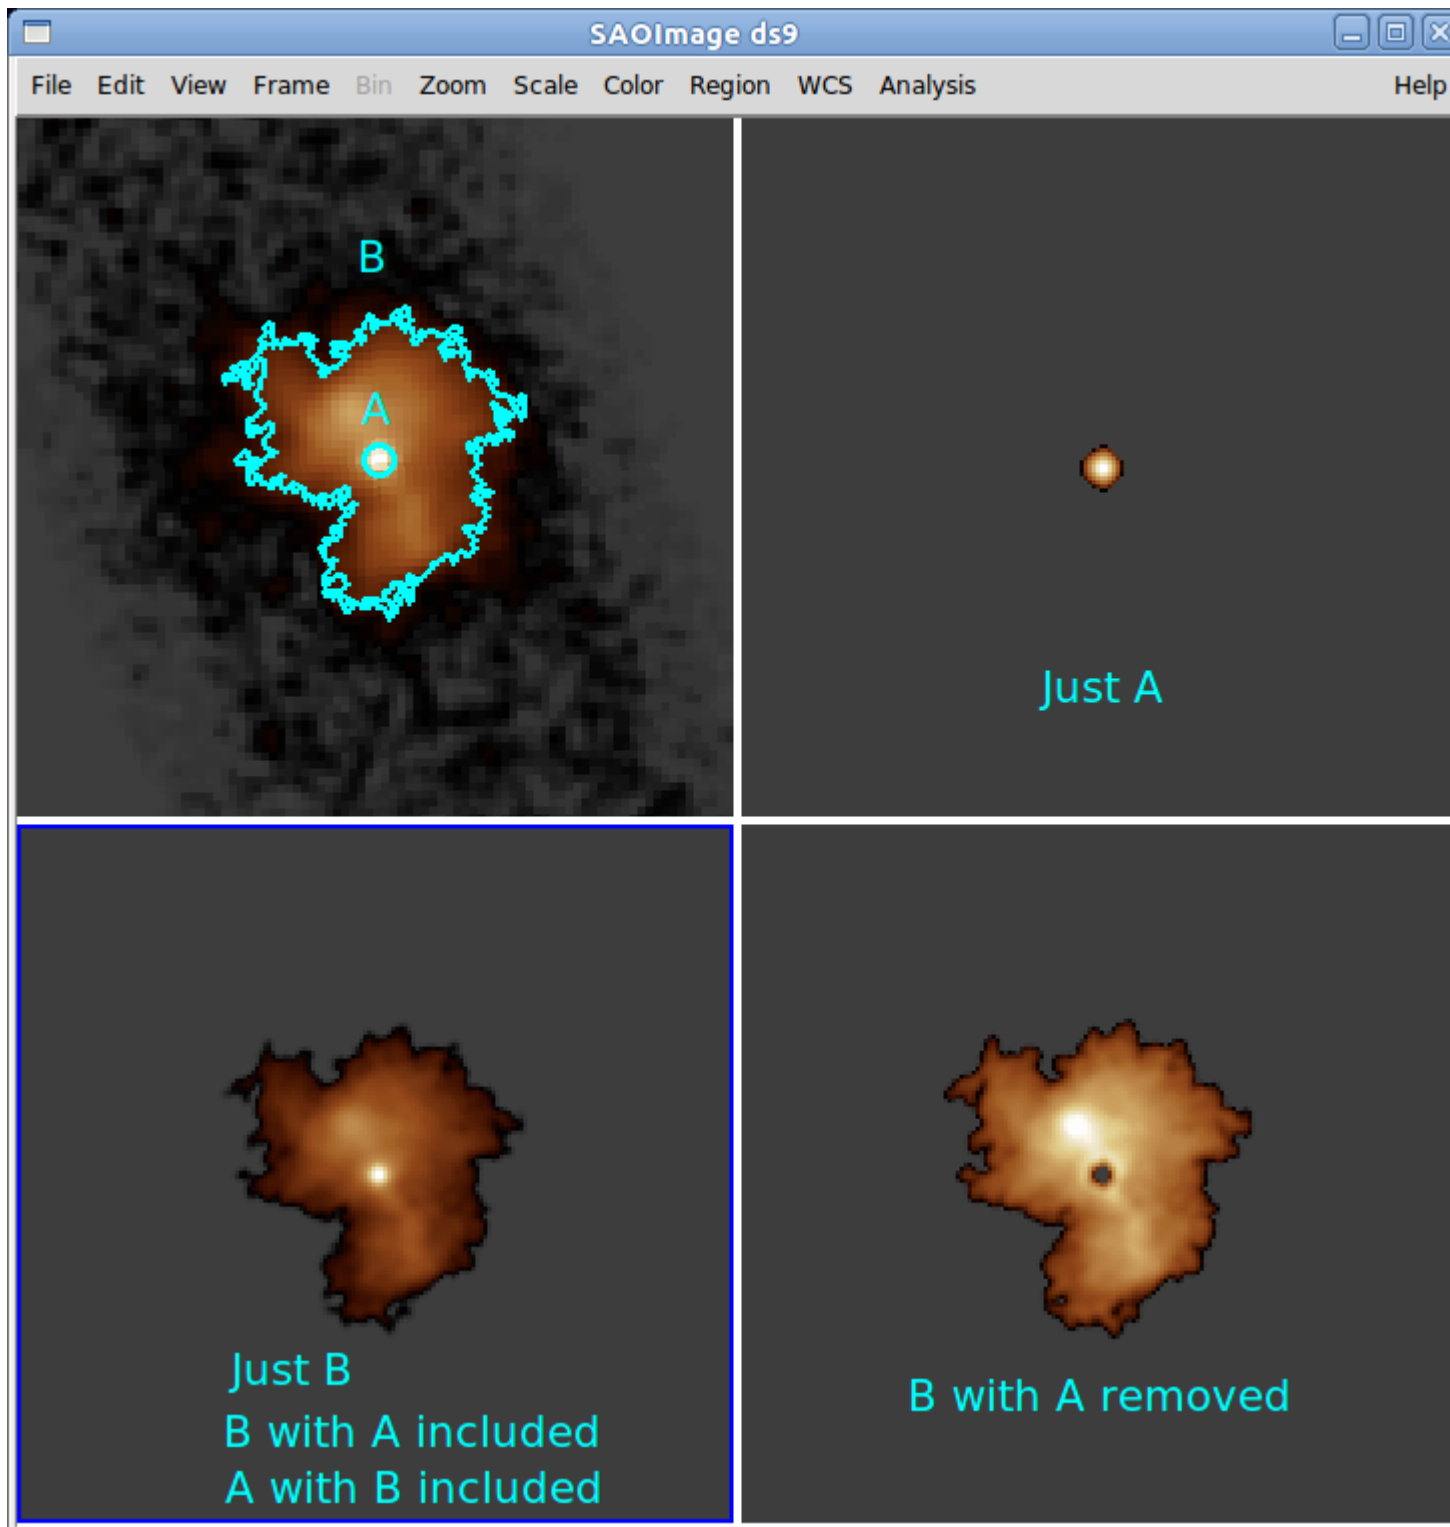 SAOImage ds9
File Edit View Frame Bin Zoom Scale Color Region WCS Analysis Help
B
A
Just A
Just B
B with A included
A with B included
B with A removed